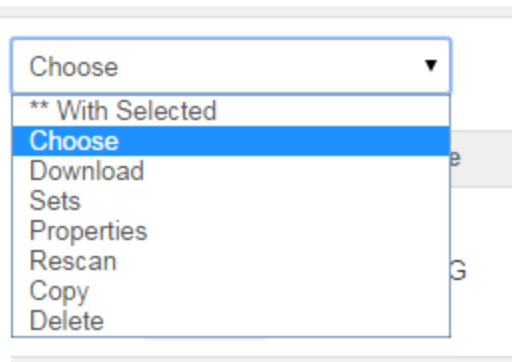 Choose ▼
** With Selected
Choose
e
Download
Sets
Properties
Rescan
G
Copy
Delete